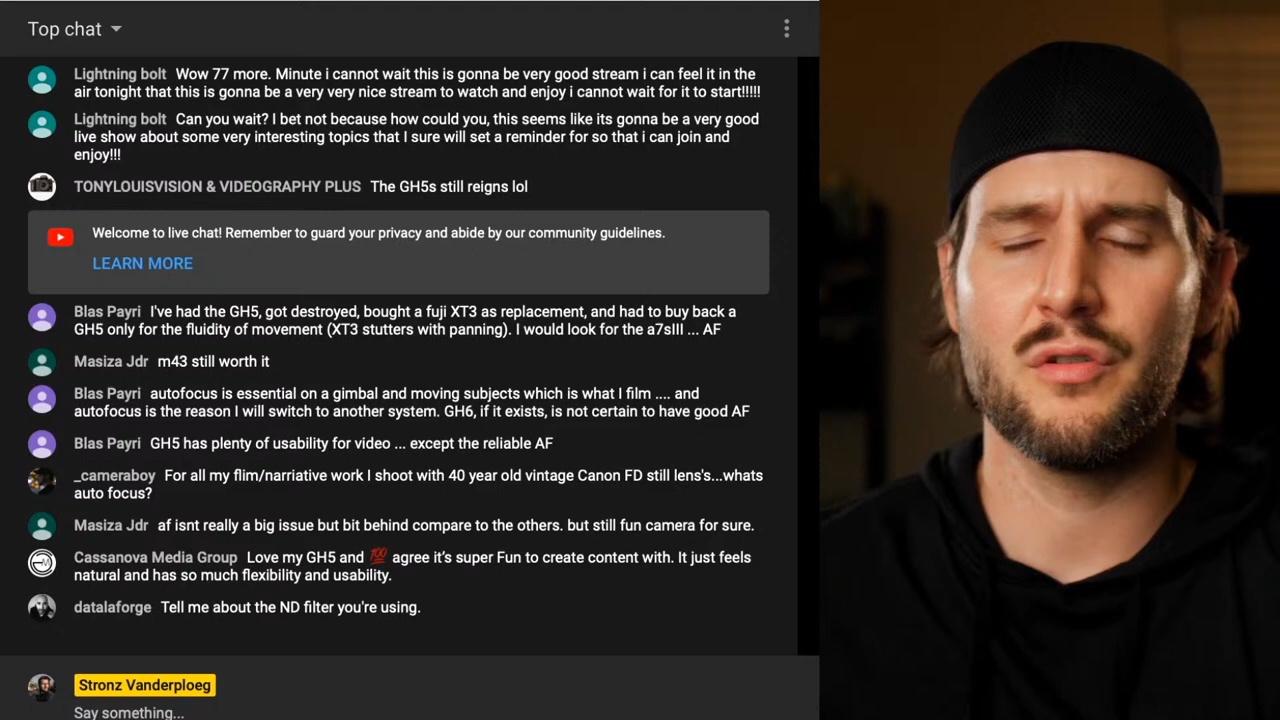 Top chat
Lightning bolt Wow 77 more. Minute i cannot wait this is gonna be very good stream i can feel it in the
air tonight that this is gonna be a very very nice stream to watch and enjoy i cannot wait for it to start!!!!!
Lightning bolt Can you wait? I bet not because how could you, this seems like its gonna be a very good
live show about some very interesting topics that I sure will set a reminder for so that i can join and
enjoy!!!
TONYLOUISVISION & VIDEOGRAPHY PLUS The GH5s still reigns lol
Welcome to live chat! Remember to guard your privacy and abide by our community guidelines.
LEARN MORE
Blas Payri I've had the GH5, got destroyed, bought a fuji XT3 as replacement, and had to buy back a
GH5 only for the fluidity of movement (XT3 stutters with panning). I would look for the a7sIII ... AF
Masiza Jdr m43 still worth it
Blas Payri autofocus is essential on a gimbal and moving subjects which is what I film .... and
autofocus is the reason I will switch to another system. GH6, if it exists, is not certain to have good AF
Blas Payri GH5 has plenty of usability for video ... except the reliable AF
_cameraboy For all my flim/narriative work I shoot with 40 year old vintage Canon FD still lens's...whats
auto focus?
Masiza Jdr af isnt really a big issue but bit behind compare to the others. but still fun camera for sure.
Cassanova Media Group Love my GH5 and 💯 agree it's super Fun to create content with. It just feels
natural and has so much flexibility and usability.
datalaforge Tell me about the ND filter you're using.
Stronz Vanderploeg
Say something...